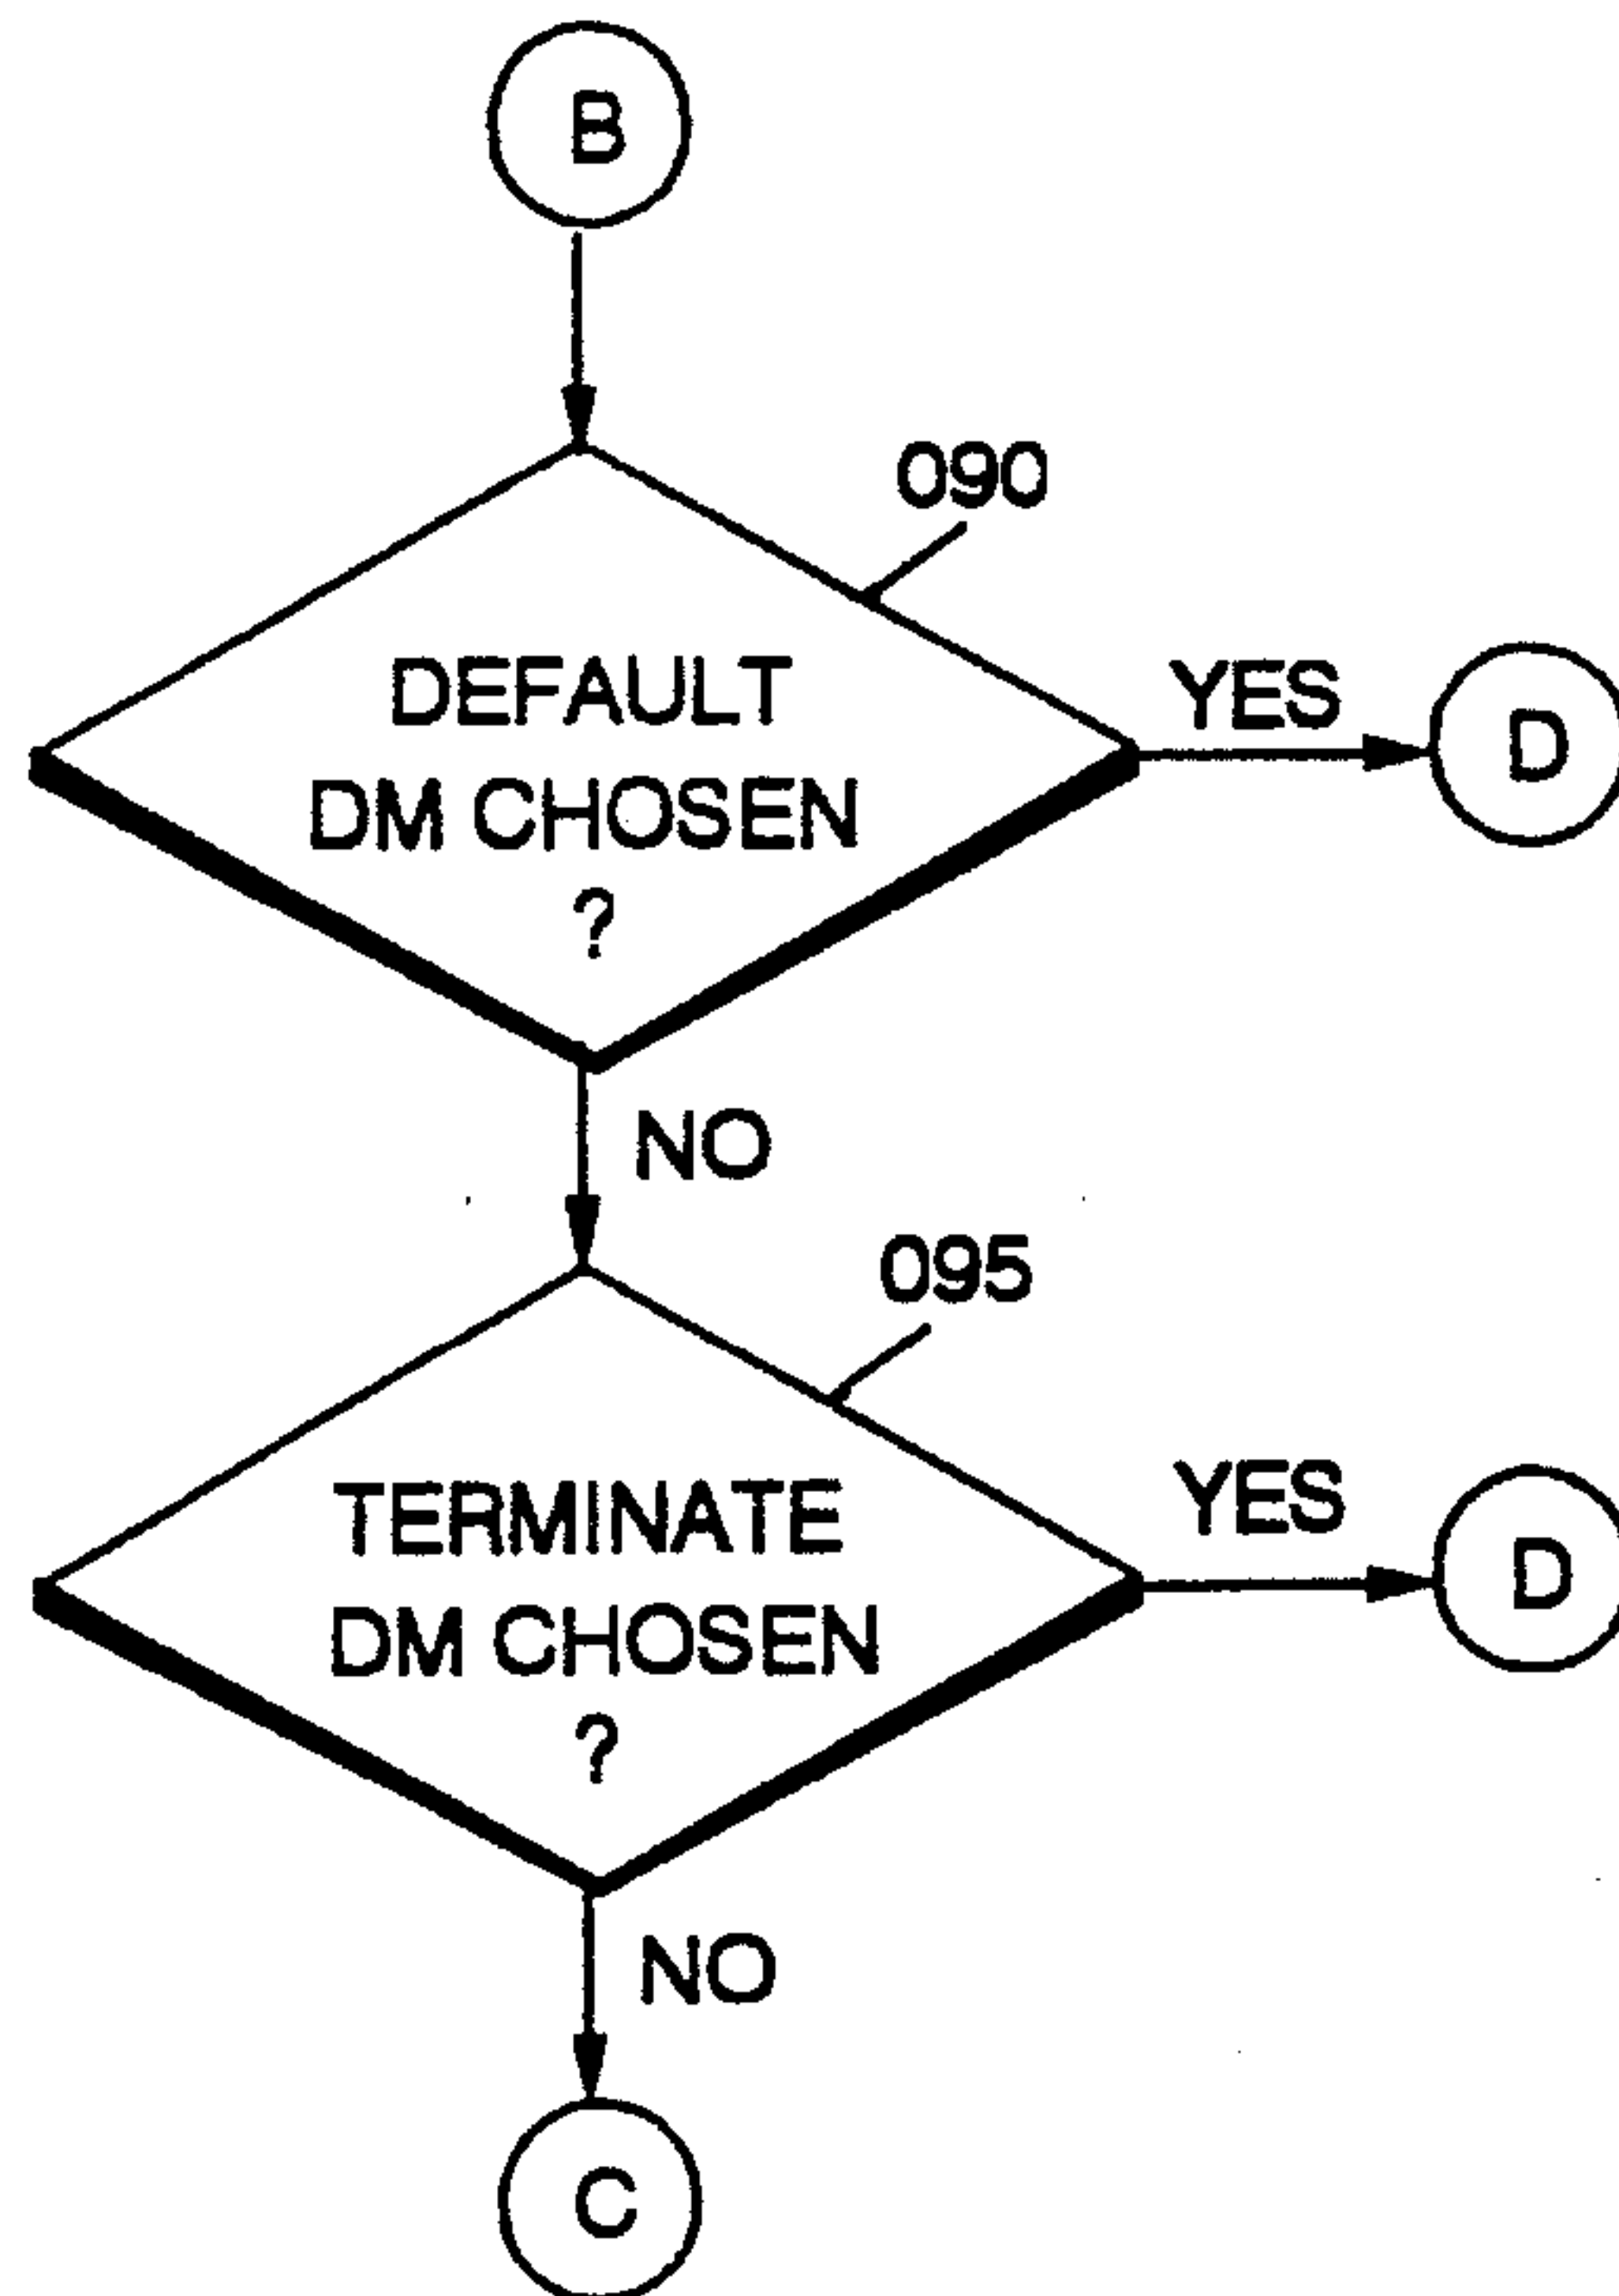 B
090
DEFAULT
DM CHOSEN
?
YES
D
NO
095
TERMINATE
DM CHOSEN
?
YES
D
NO
C